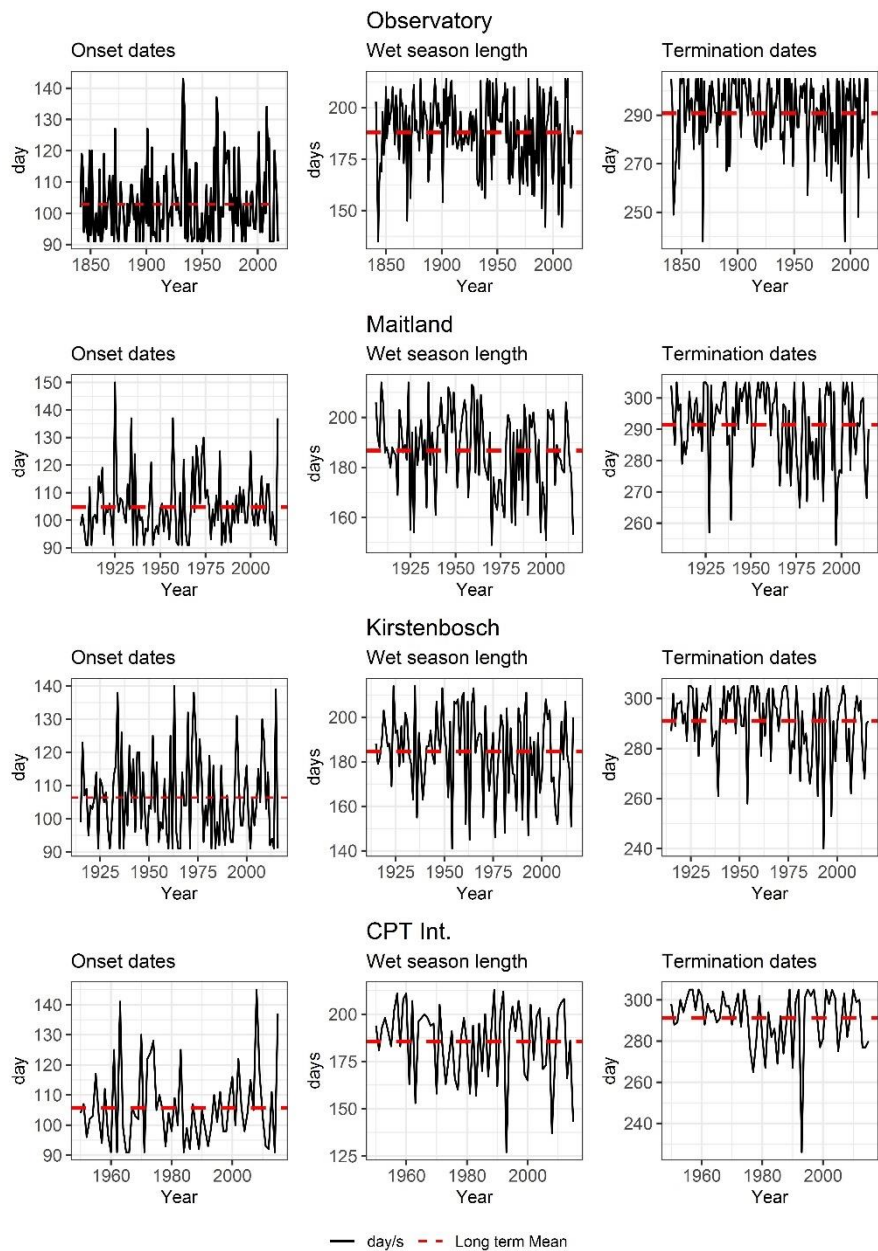 Observatory
Onset dates
Wet season length
Termination dates
140
130
120
110
100
90
day
1850 1900 1950 2000
Year
200
150
days
1850 1900 1950 2000
Year
290
270
250
day
1850 1900 1950 2000
Year
Maitland
Onset dates
Wet season length
Termination dates
150
140
130
120
110
100
90
day
1925 1950 1975 2000
Year
200
180
160
days
1925 1950 1975 2000
Year
300
290
280
270
260
day
1925 1950 1975 2000
Year
Kirstenbosch
Onset dates
Wet season length
Termination dates
140
130
120
110
100
90
day
1925 1950 1975 2000
Year
200
180
160
140
days
1925 1950 1975 2000
Year
300
280
260
240
day
1925 1950 1975 2000
Year
CPT Int.
Onset dates
Wet season length
Termination dates
140
130
120
110
100
90
day
1960 1980 2000
Year
200
175
150
125
days
1960 1980 2000
Year
300
280
260
240
day
1960 1980 2000
Year
day/s Long term Mean